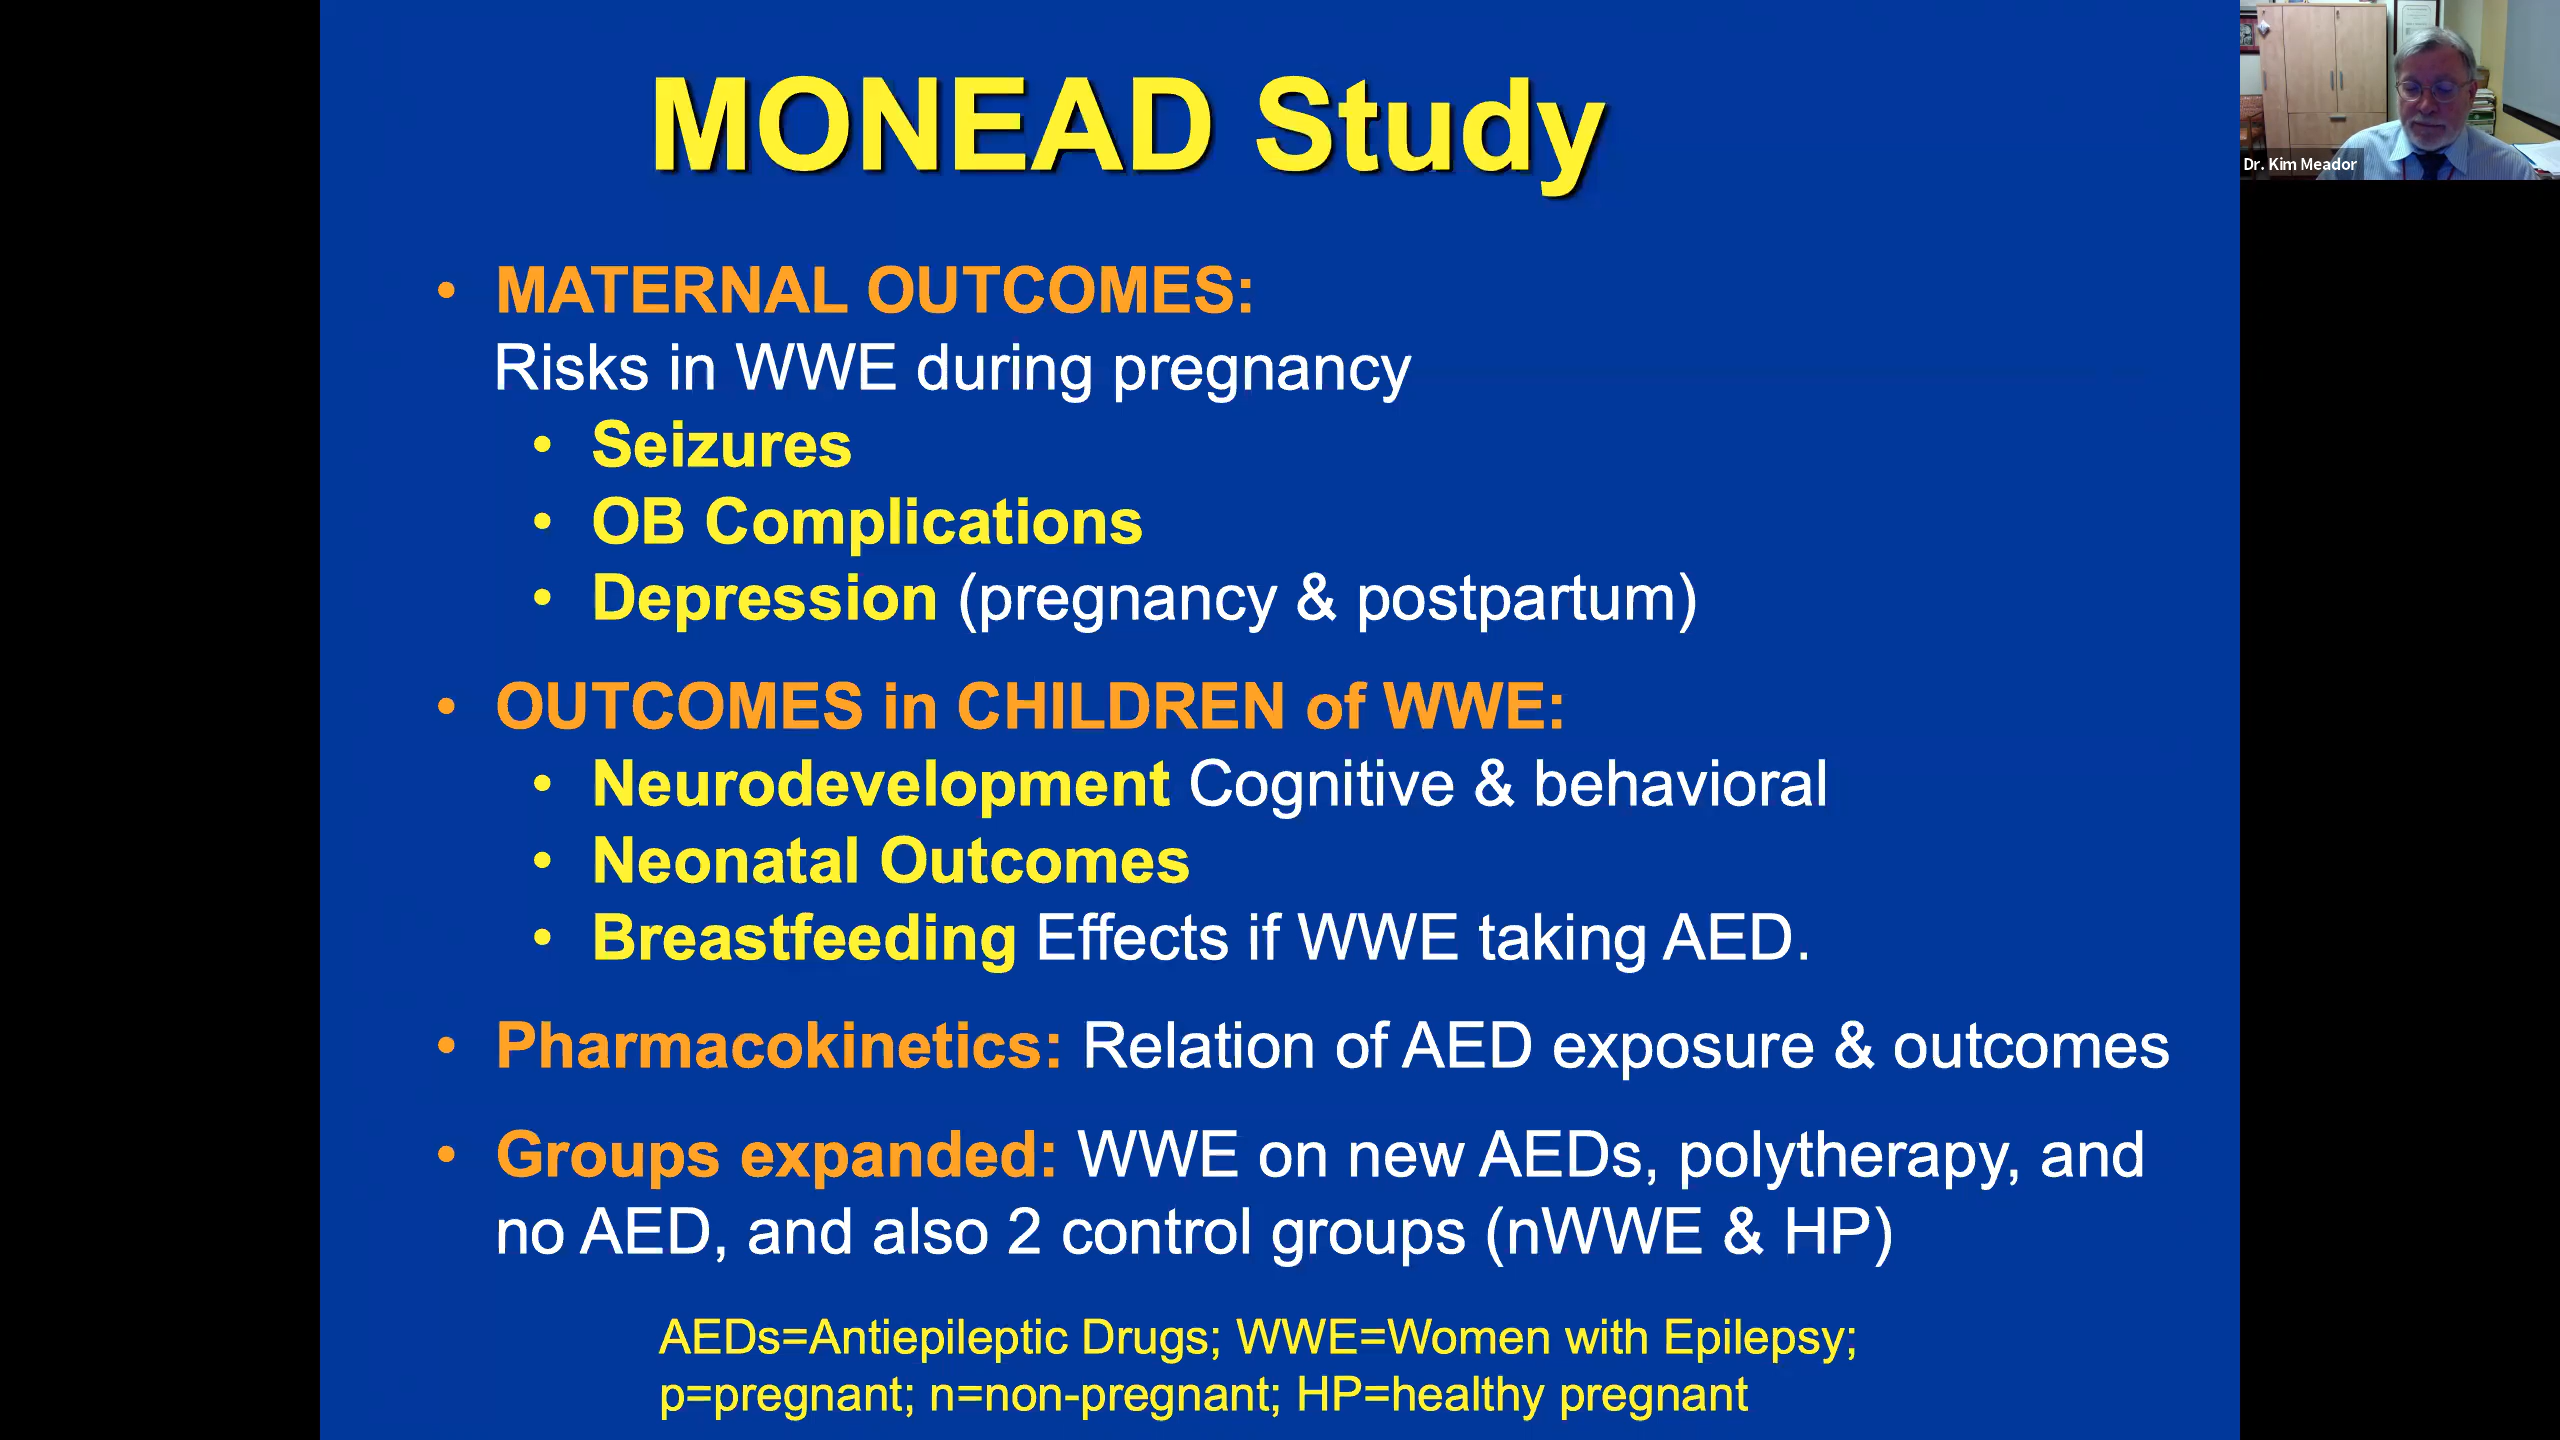 MONEAD Study
Dr. Kim Meador
• MATERNAL OUTCOMES:
Risks in WWE during pregnancy
• Seizures
• OB Complications
• Depression (pregnancy & postpartum)
• OUTCOMES in CHILDREN of WWE:
• Neurodevelopment Cognitive & behavioral
• Neonatal Outcomes
• Breastfeeding Effects if WWE taking AED.
• Pharmacokinetics: Relation of AED exposure & outcomes
• Groups expanded: WWE on new AEDs, polytherapy, and
no AED, and also 2 control groups (nWWE & HP)
AEDs=Antiepileptic Drugs; WWE=Women with Epilepsy;
p=pregnant; n=non-pregnant; HP=healthy pregnant